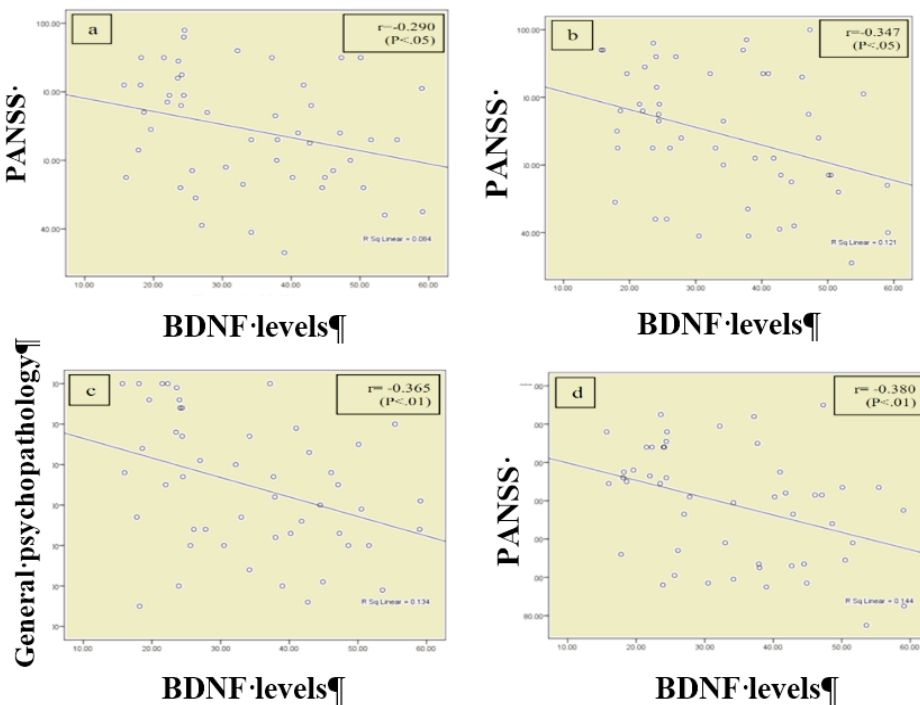 a
r=-0.290
(P<.05)
100.00
40.00
PANSS·
R Sq Linear = 0.084
10.00 20.00 30.00 40.00 50.00 60.00
BDNF·levels¶
b
r=-0.347
(P<.05)
40.00
PANSS·
R Sq Linear = 0.121
10.00 20.00 30.00 40.00 50.00 60.00
BDNF·levels¶
c
r= -0.365
(P<.01)
General·psychopathology¶
R Sq Linear = 0.134
10.00 20.00 30.00 40.00 50.00 60.00
BDNF·levels¶
d
r= -0.380
(P<.01)
PANSS·
R Sq Linear = 0.144
10.00 20.00 30.00 40.00 50.00 60.00
BDNF·levels¶